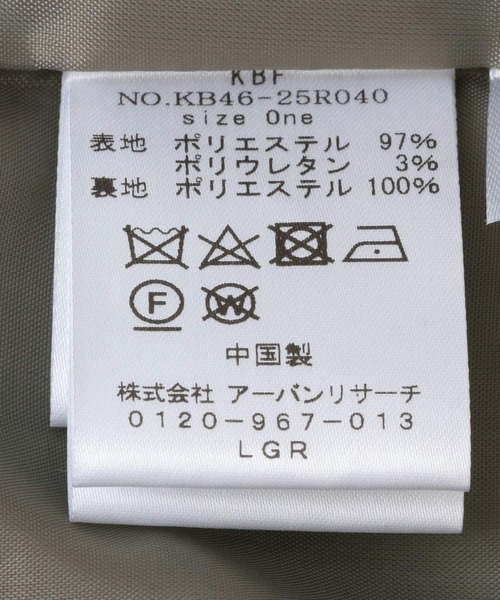 KBF
NO.KB46-25R040
size One
表地 ポリエステル 97%
ポリウレタン 3%
裏地 ポリエステル 100%
F
W
中国製
株式会社 アーバンリサーチ
0120-967-013
LGR